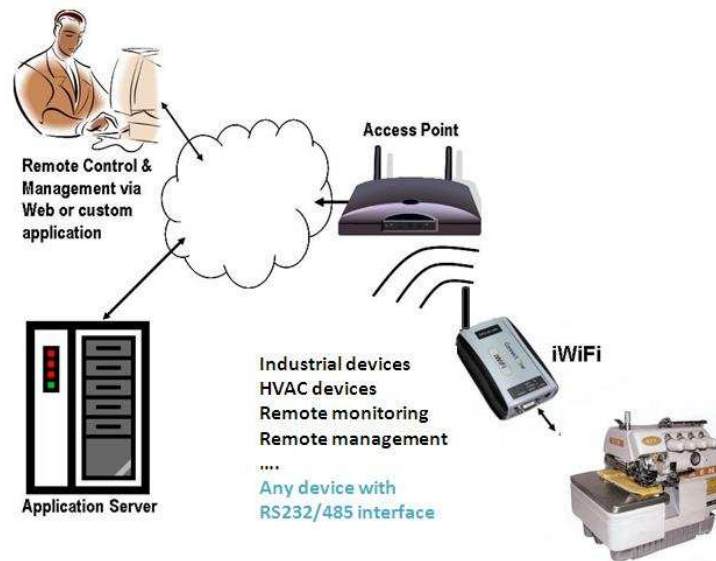 Access Point
Remote Control &
Management via
Web or custom
application
iWiFi
iWiFi
Industrial devices
HVAC devices
Remote monitoring
Remote management
....
Any device with
RS232/485 interface
Application Server